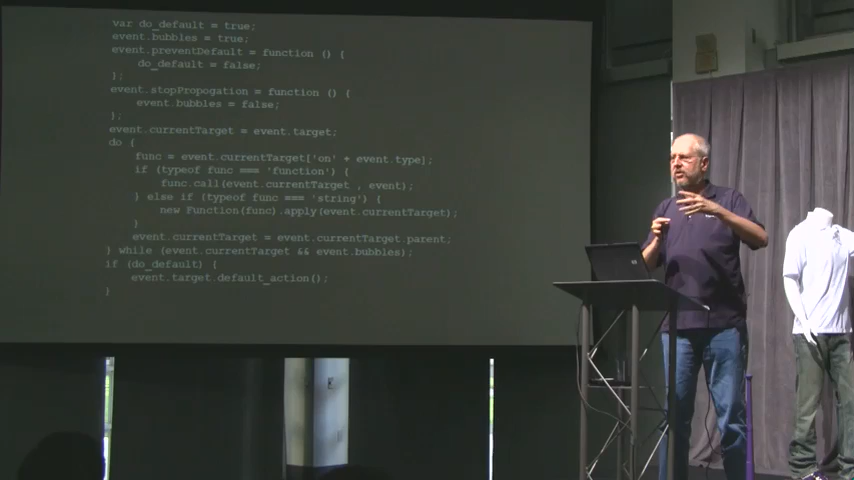 var do_default = true;
event.bubbles = true;
event.preventDefault = function () {
do_default = false;
};
event.stopPropogation = function () {
event.bubbles = false;
};
event.currentTarget = event.target;
do {
func = event.currentTarget['on' + event.type];
if (typeof func === 'function') {
func.call(event.currentTarget , event);
} else if (typeof func === 'string') {
new Function(func).apply(event.currentTarget);
}
event.currentTarget = event.currentTarget.parent;
} while (event.currentTarget && event.bubbles);
if (do_default) {
event.target.default_action();
}